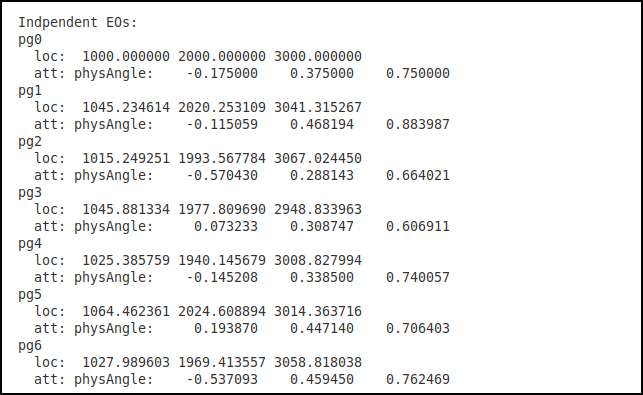 Indpendent EOs:
pg0
loc: 1000.000000 2000.000000 3000.000000
att: physAngle: -0.175000 0.375000 0.750000
pg1
loc: 1045.234614 2020.253109 3041.315267
att: physAngle: -0.115059 0.468194 0.883987
pg2
loc: 1015.249251 1993.567784 3067.024450
att: physAngle: -0.570430 0.288143 0.664021
pg3
loc: 1045.881334 1977.809690 2948.833963
att: physAngle: 0.073233 0.308747 0.606911
pg4
loc: 1025.385759 1940.145679 3008.827994
att: physAngle: -0.145208 0.338500 0.740057
pg5
loc: 1064.462361 2024.608894 3014.363716
att: physAngle: 0.193870 0.447140 0.706403
pg6
loc: 1027.989603 1969.413557 3058.818038
att: physAngle: -0.537093 0.459450 0.762469